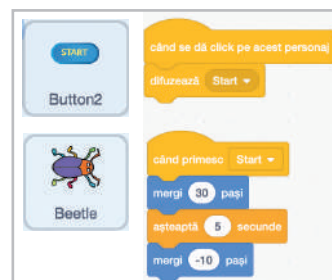 START
Button2
când se dă click pe acest personaj
difuzează Start
Beetle
când primesc Start
mergi 30 pași
așteaptă 5 secunde
mergi -10 pași